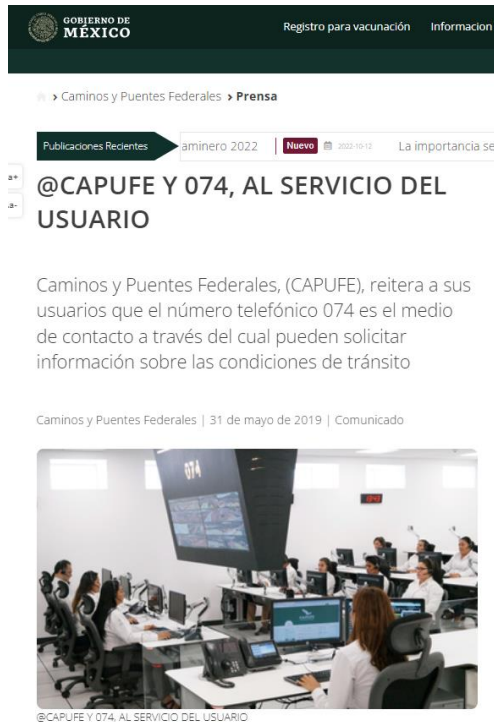 GOBIERNO DE
MÉXICO
Registro para vacunación Informacion
> Caminos y Puentes Federales > Prensa
Publicaciones Recientes aminero 2022 Nuevo 2022-10-12 La importancia se
a+
a-
@CAPUFE Y 074, AL SERVICIO DEL
USUARIO
Caminos y Puentes Federales, (CAPUFE), reitera a sus
usuarios que el número telefónico 074 es el medio
de contacto a través del cual pueden solicitar
información sobre las condiciones de tránsito
Caminos y Puentes Federales | 31 de mayo de 2019 | Comunicado
074
@CAPUFE Y 074, AL SERVICIO DEL USUARIO